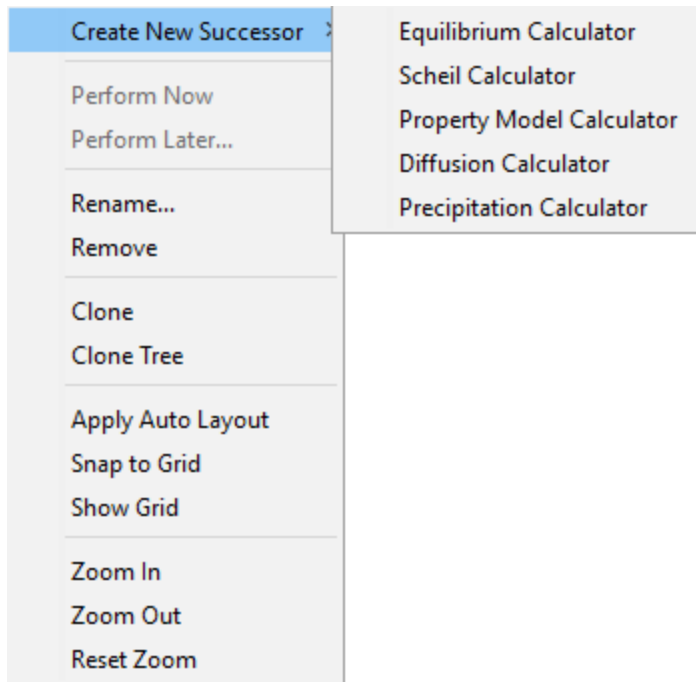 Create New Successor
Perform Now
Perform Later...
Rename...
Remove
Clone
Clone Tree
Apply Auto Layout
Snap to Grid
Show Grid
Zoom In
Zoom Out
Reset Zoom
Equilibrium Calculator
Scheil Calculator
Property Model Calculator
Diffusion Calculator
Precipitation Calculator